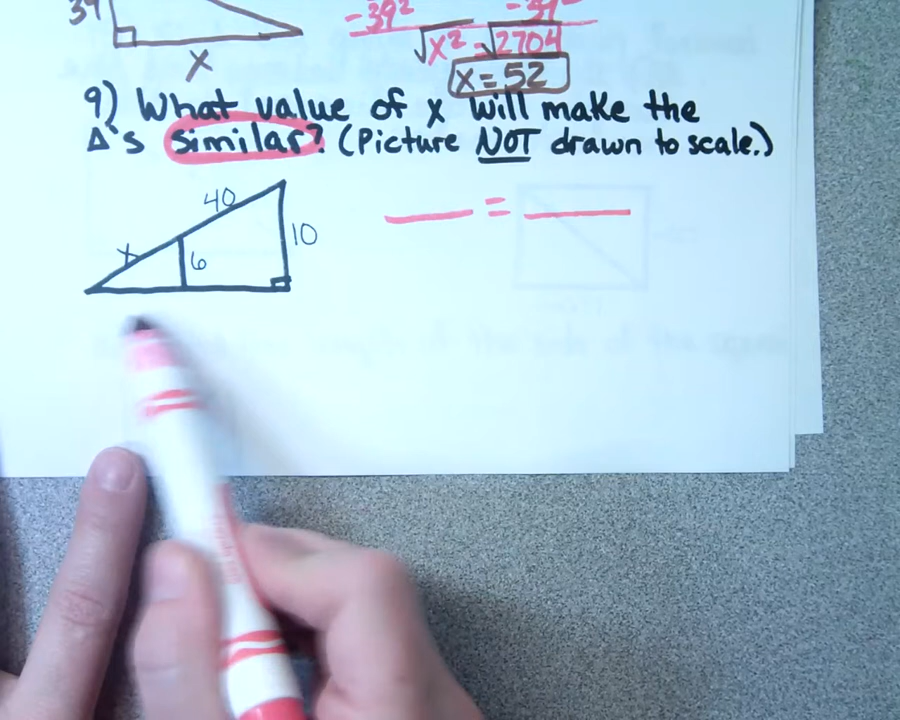 39
x
-39² -39²
√x² = √2704
x = 52
9) What value of x will make the
Δ's similar? (Picture NOT drawn to scale.)
40
x 6 10
=